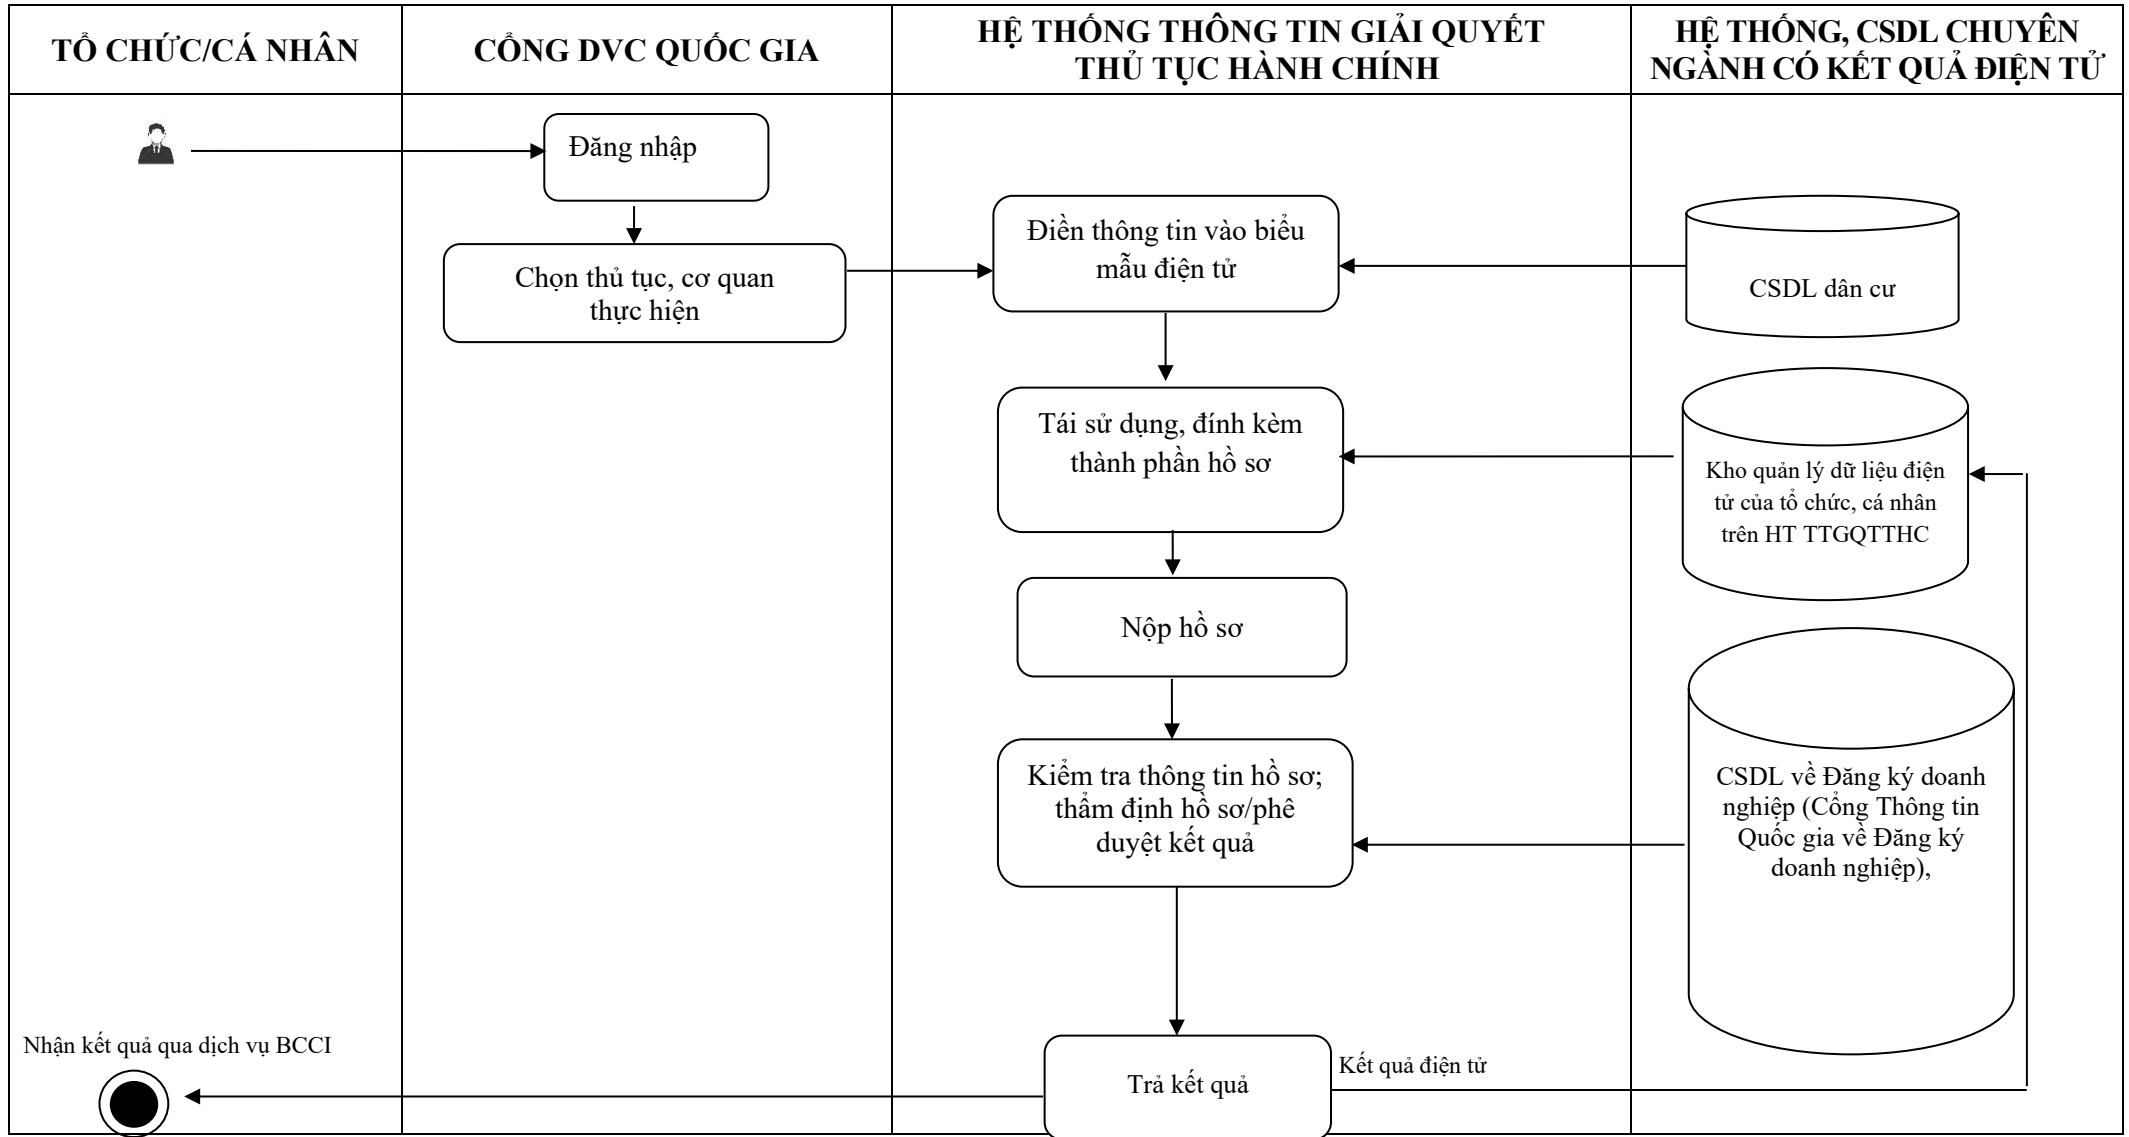 TỔ CHỨC/CÁ NHÂN
CỔNG DVC QUỐC GIA
HỆ THỐNG THÔNG TIN GIẢI QUYẾT
THỦ TỤC HÀNH CHÍNH
HỆ THỐNG, CSDL CHUYÊN
NGÀNH CÓ KẾT QUẢ ĐIỆN TỬ
Đăng nhập
Chọn thủ tục, cơ quan
thực hiện
Điền thông tin vào biểu
mẫu điện tử
CSDL dân cư
Tái sử dụng, đính kèm
thành phần hồ sơ
Kho quản lý dữ liệu điện
tử của tổ chức, cá nhân
trên HT TTGQTTHC
Nộp hồ sơ
Kiểm tra thông tin hồ sơ;
thẩm định hồ sơ/phê
duyệt kết quả
CSDL về Đăng ký doanh
nghiệp (Cổng Thông tin
Quốc gia về Đăng ký
doanh nghiệp),
Nhận kết quả qua dịch vụ BCCI
Trả kết quả
Kết quả điện tử